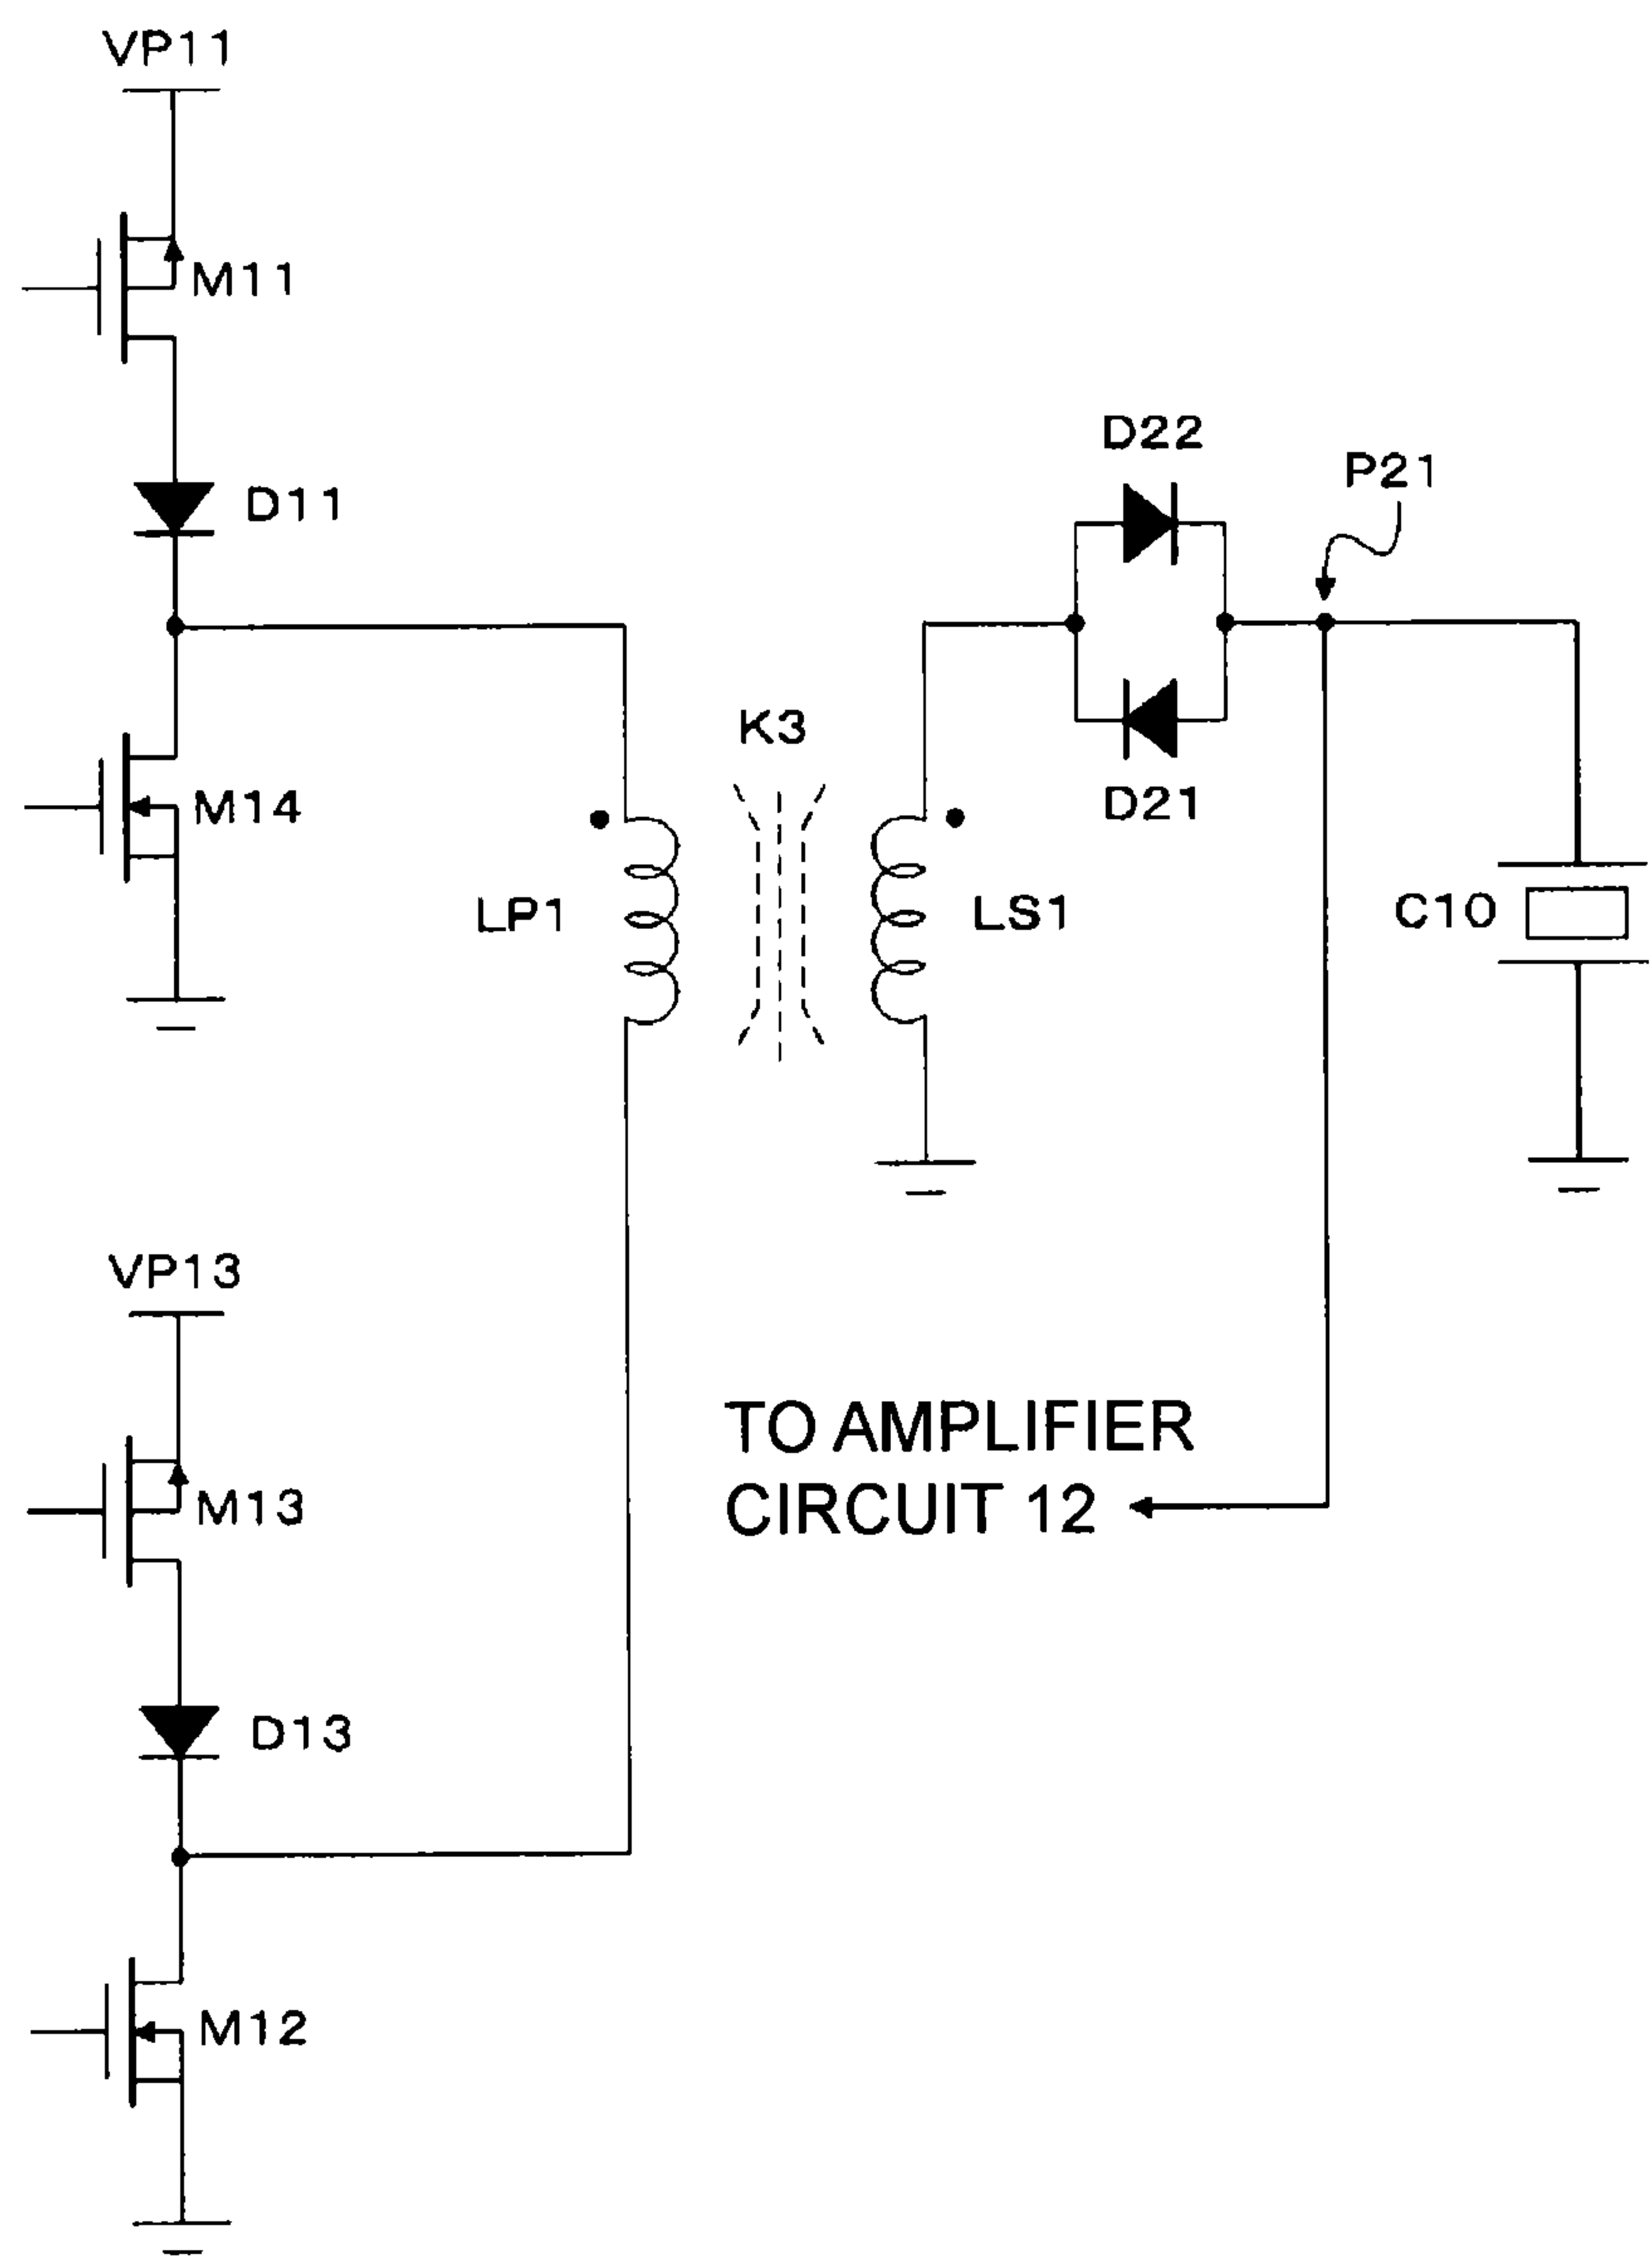 VP11
M11
D11
D22
P21
K3
M14
D21
LP1
LS1
C10
VP13
TO AMPLIFIER
CIRCUIT 12
M13
D13
M12